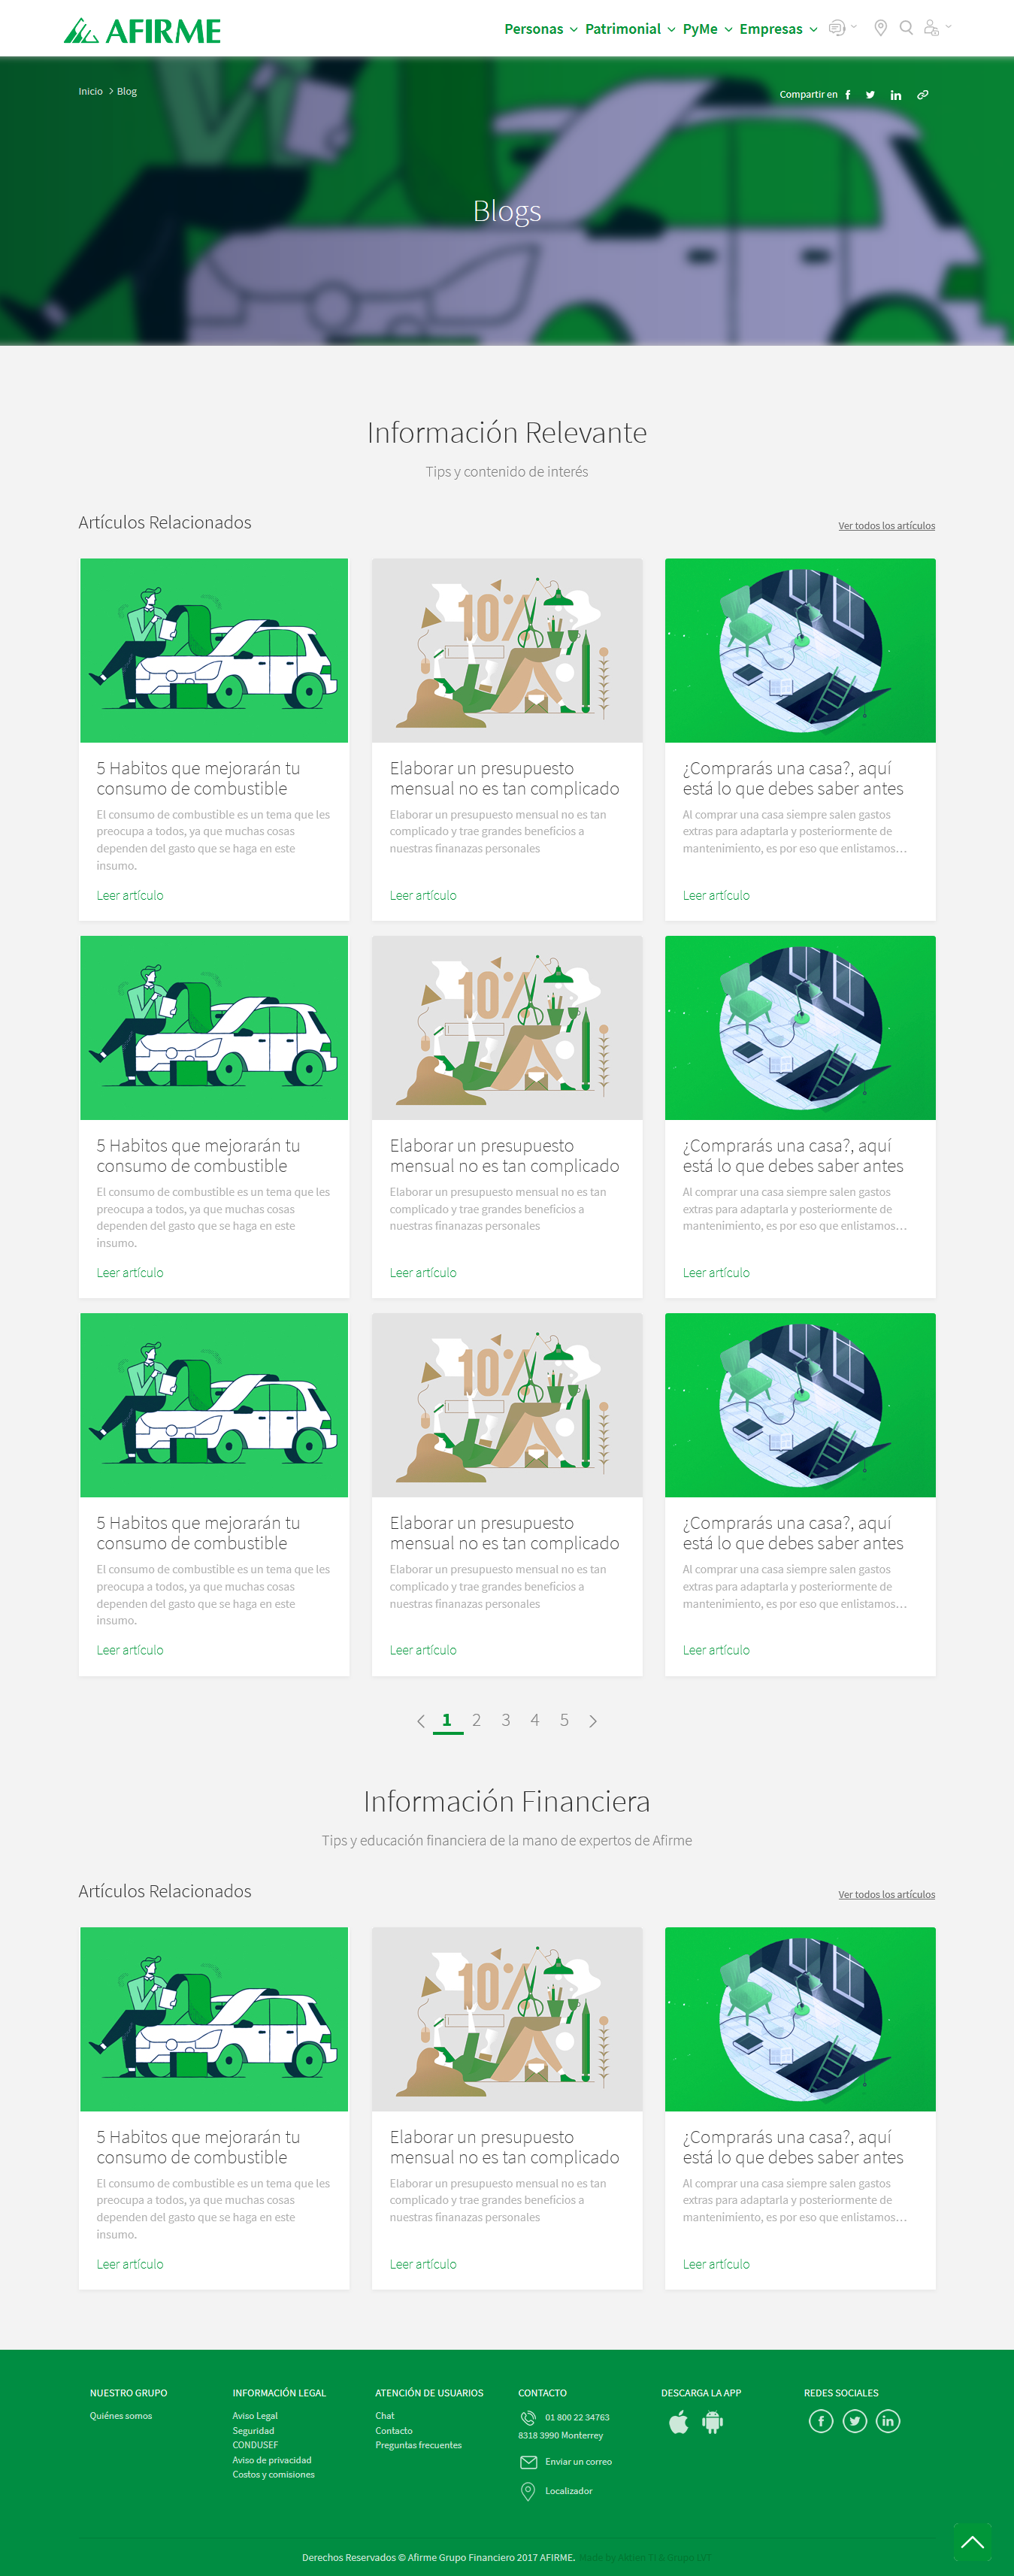 AFIRME
Personas Patrimonial PyMe Empresas
Inicio > Blog
Compartir en
Blogs
Información Relevante
Tips y contenido de interés
Artículos Relacionados
Ver todos los artículos
10%
5 Habitos que mejorarán tu
consumo de combustible
El consumo de combustible es un tema que les
preocupa a todos, ya que muchas cosas
dependen del gasto que se haga en este
insumo.
Leer artículo
Elaborar un presupuesto
mensual no es tan complicado
Elaborar un presupuesto mensual no es tan
complicado y trae grandes beneficios a
nuestras finanazas personales
Leer artículo
¿Comprarás una casa?, aquí
está lo que debes saber antes
Al comprar una casa siempre salen gastos
extras para adaptarla y posteriormente de
mantenimiento, es por eso que enlistamos…
Leer artículo
10%
5 Habitos que mejorarán tu
consumo de combustible
El consumo de combustible es un tema que les
preocupa a todos, ya que muchas cosas
dependen del gasto que se haga en este
insumo.
Leer artículo
Elaborar un presupuesto
mensual no es tan complicado
Elaborar un presupuesto mensual no es tan
complicado y trae grandes beneficios a
nuestras finanazas personales
Leer artículo
¿Comprarás una casa?, aquí
está lo que debes saber antes
Al comprar una casa siempre salen gastos
extras para adaptarla y posteriormente de
mantenimiento, es por eso que enlistamos…
Leer artículo
10%
5 Habitos que mejorarán tu
consumo de combustible
El consumo de combustible es un tema que les
preocupa a todos, ya que muchas cosas
dependen del gasto que se haga en este
insumo.
Leer artículo
Elaborar un presupuesto
mensual no es tan complicado
Elaborar un presupuesto mensual no es tan
complicado y trae grandes beneficios a
nuestras finanazas personales
Leer artículo
¿Comprarás una casa?, aquí
está lo que debes saber antes
Al comprar una casa siempre salen gastos
extras para adaptarla y posteriormente de
mantenimiento, es por eso que enlistamos…
Leer artículo
1 2 3 4 5
Información Financiera
Tips y educación financiera de la mano de expertos de Afirme
Artículos Relacionados
Ver todos los artículos
10%
5 Habitos que mejorarán tu
consumo de combustible
El consumo de combustible es un tema que les
preocupa a todos, ya que muchas cosas
dependen del gasto que se haga en este
insumo.
Leer artículo
Elaborar un presupuesto
mensual no es tan complicado
Elaborar un presupuesto mensual no es tan
complicado y trae grandes beneficios a
nuestras finanazas personales
Leer artículo
¿Comprarás una casa?, aquí
está lo que debes saber antes
Al comprar una casa siempre salen gastos
extras para adaptarla y posteriormente de
mantenimiento, es por eso que enlistamos…
Leer artículo
NUESTRO GRUPO
Quiénes somos
INFORMACIÓN LEGAL
Aviso Legal
Seguridad
CONDUSEF
Aviso de privacidad
Costos y comisiones
ATENCIÓN DE USUARIOS
Chat
Contacto
Preguntas frecuentes
CONTACTO
01 800 22 34763
8318 3990 Monterrey
Enviar un correo
Localizador
DESCARGA LA APP
REDES SOCIALES
Derechos Reservados © Afirme Grupo Financiero 2017 AFIRME. Made by